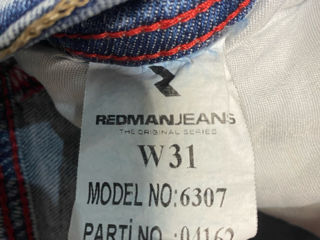 REDMANJEANS
THE ORIGINAL SERIES
W31
MODEL NO:6307
PARTİ NO :04162